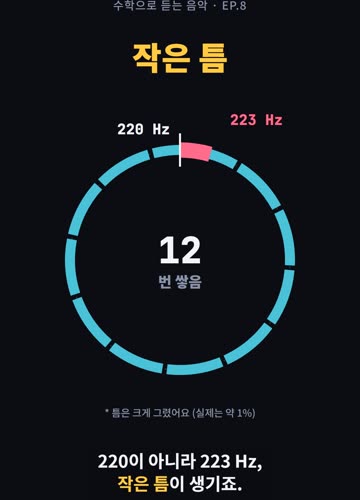 수학으로 듣는 음악 · EP.8
작은 틈
220 Hz
223 Hz
12
번 쌓음
* 틈은 크게 그렸어요 (실제는 약 1%)
220이 아니라 223 Hz,
작은 틈이 생기죠.